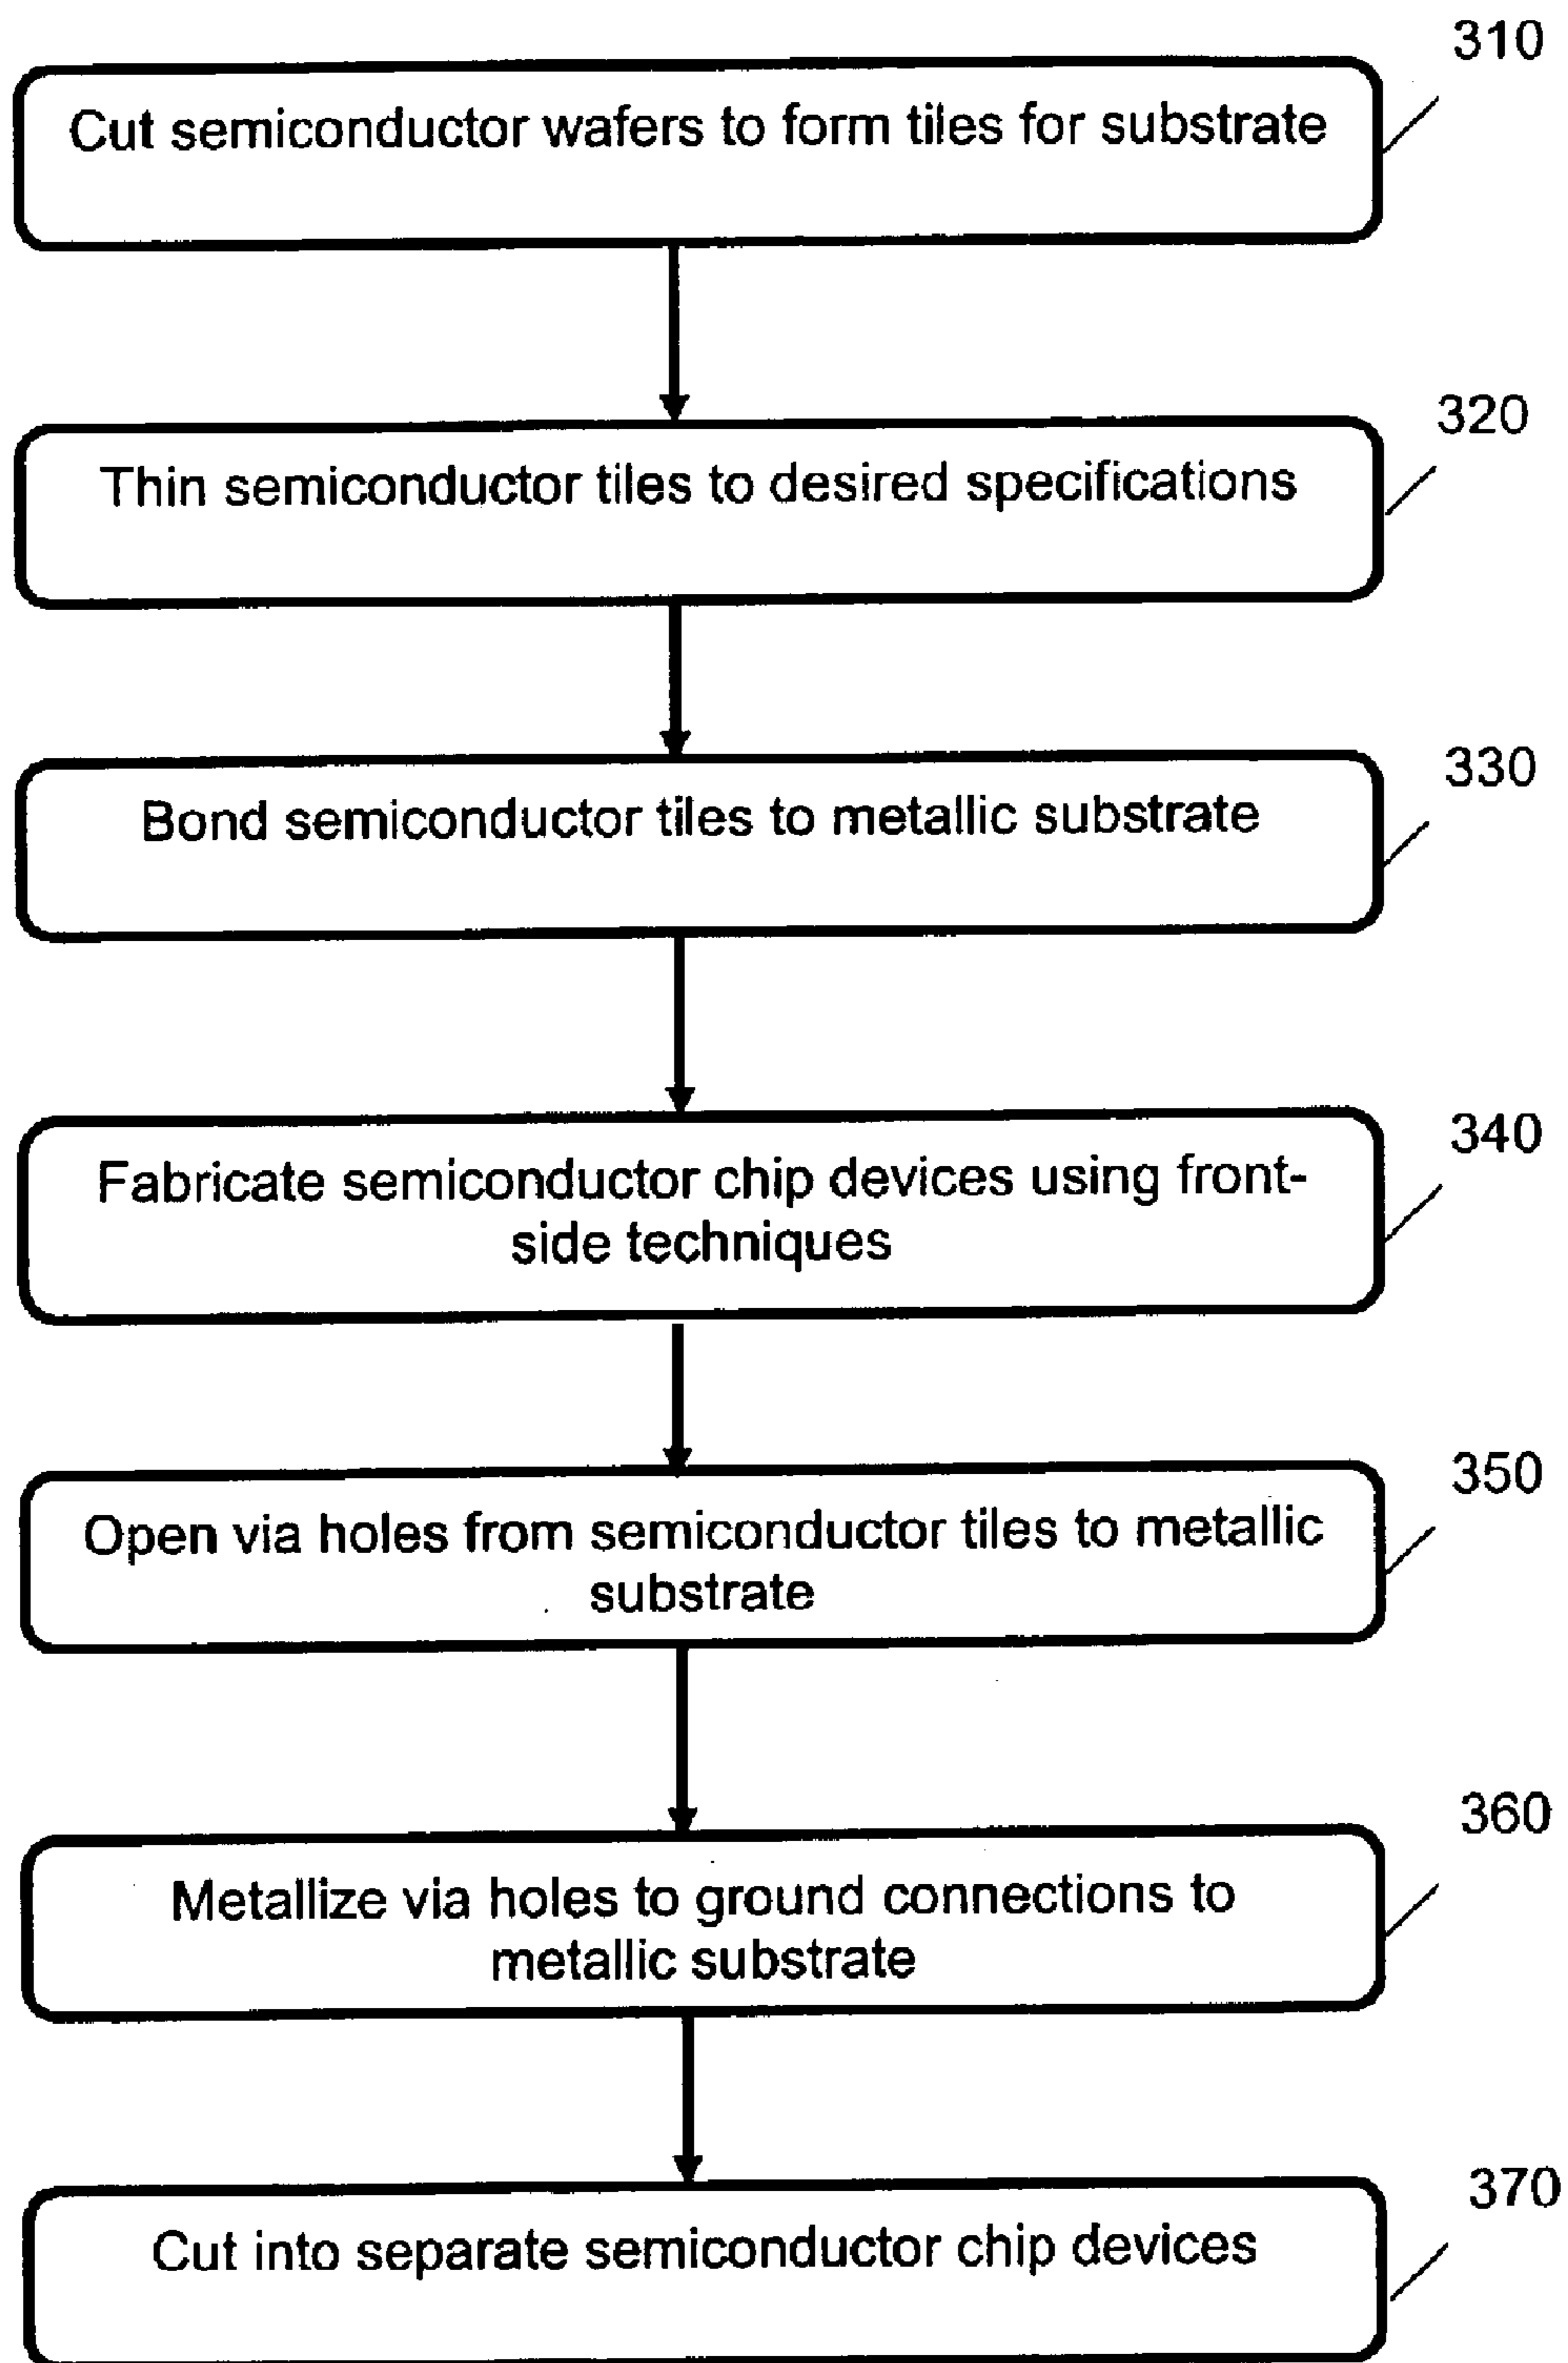 310
Cut semiconductor wafers to form tiles for substrate
320
Thin semiconductor tiles to desired specifications
330
Bond semiconductor tiles to metallic substrate
340
Fabricate semiconductor chip devices using front-
side techniques
350
Open via holes from semiconductor tiles to metallic
substrate
360
Metallize via holes to ground connections to
metallic substrate
370
Cut into separate semiconductor chip devices